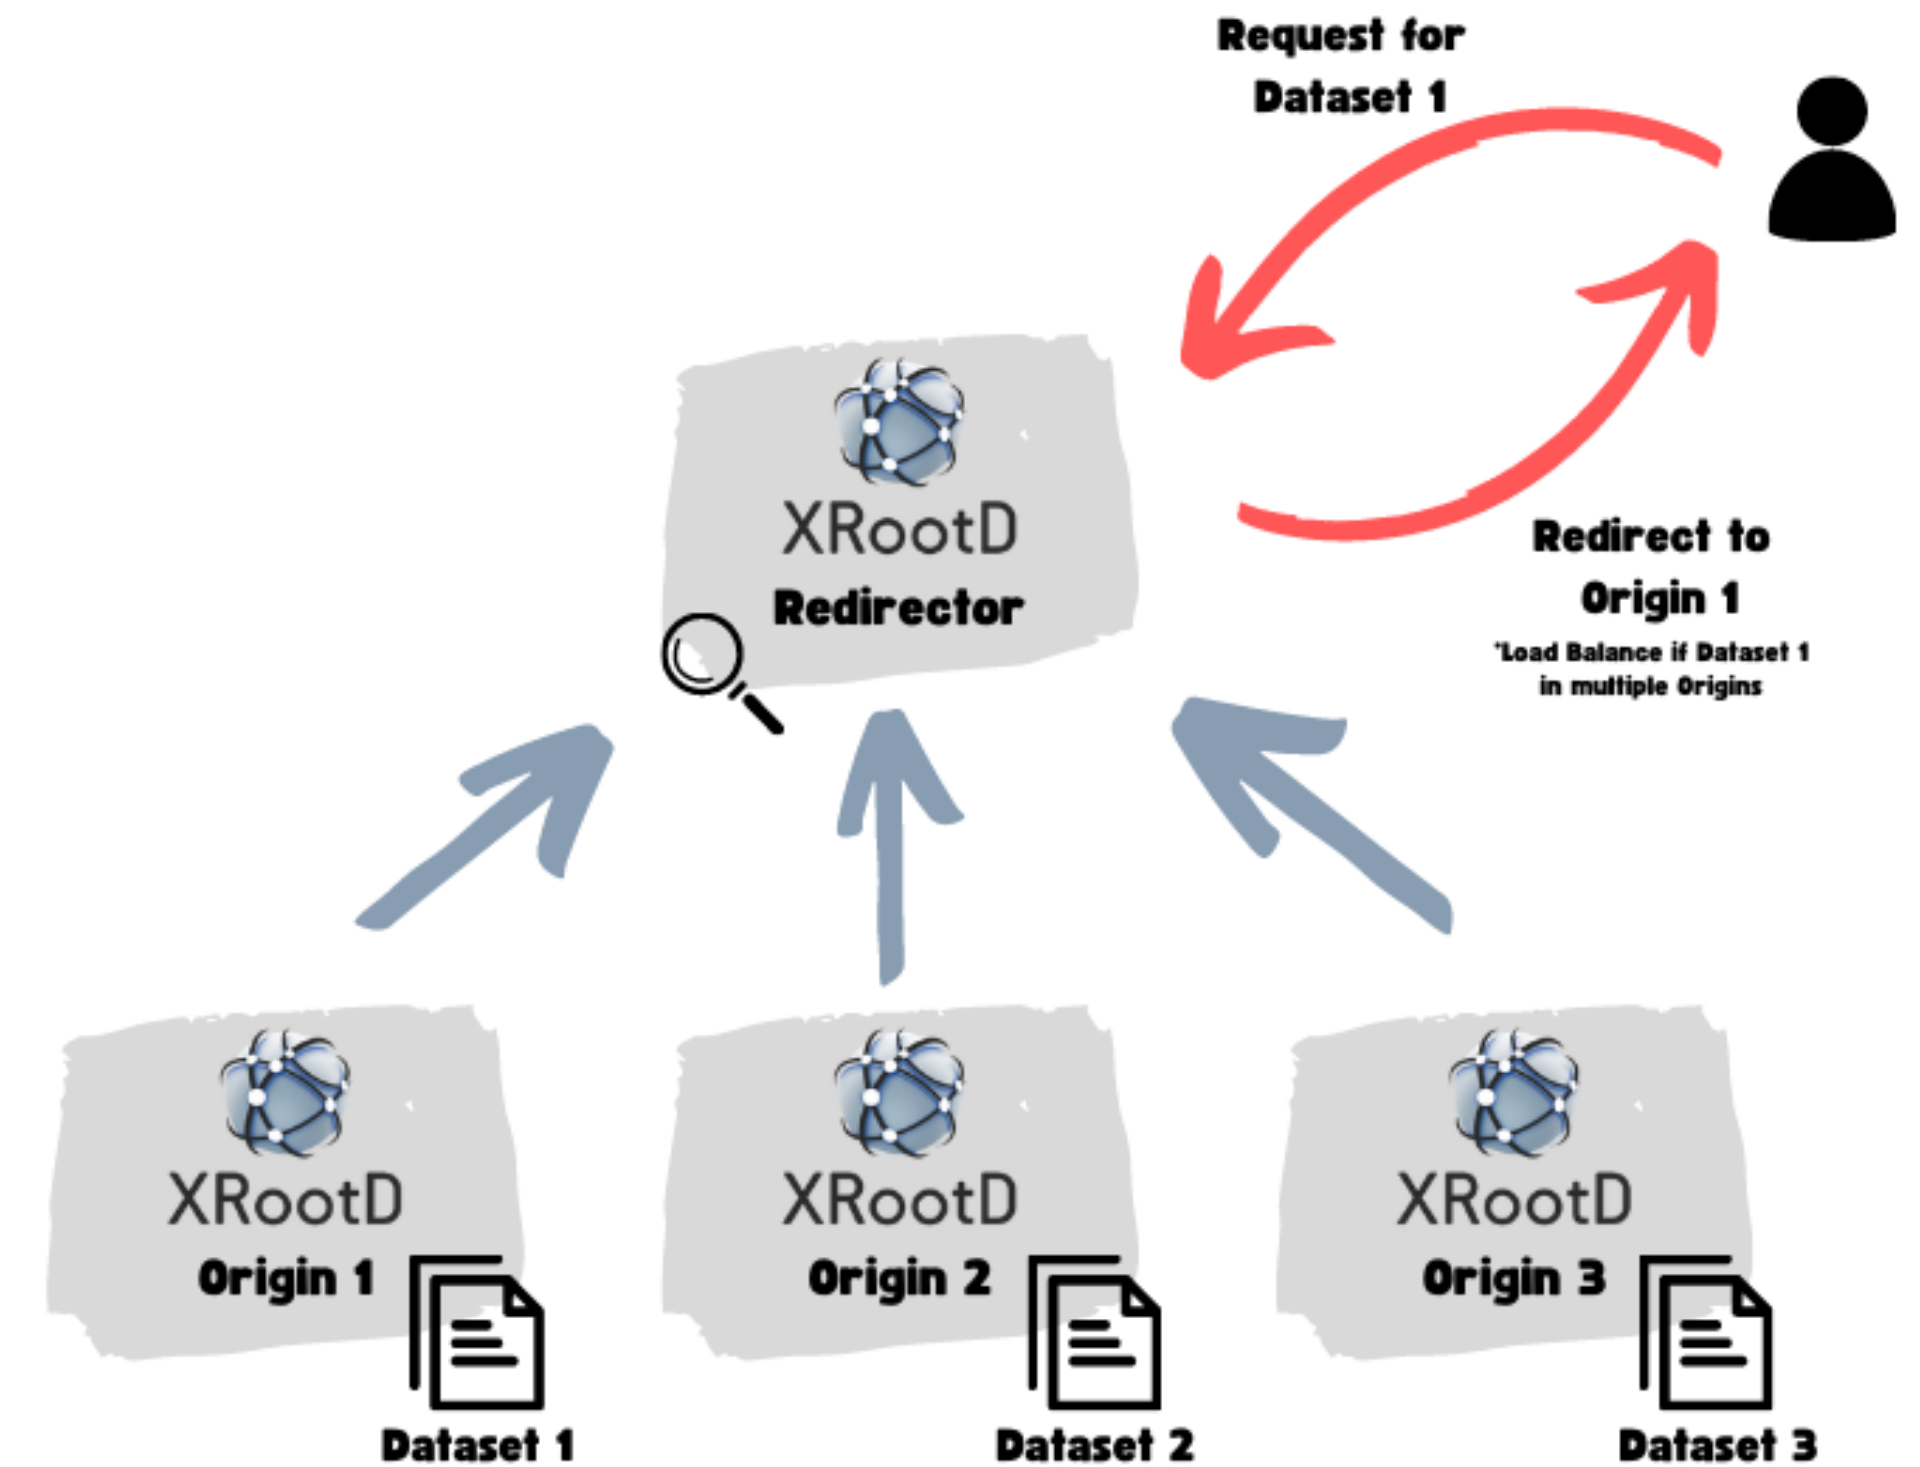 Request for
Dataset 1
XRootD
Redirector
Redirect to
Origin 1
*Load Balance if Dataset 1
in multiple Origins
XRootD
Origin 1
Dataset 1
XRootD
Origin 2
Dataset 2
XRootD
Origin 3
Dataset 3